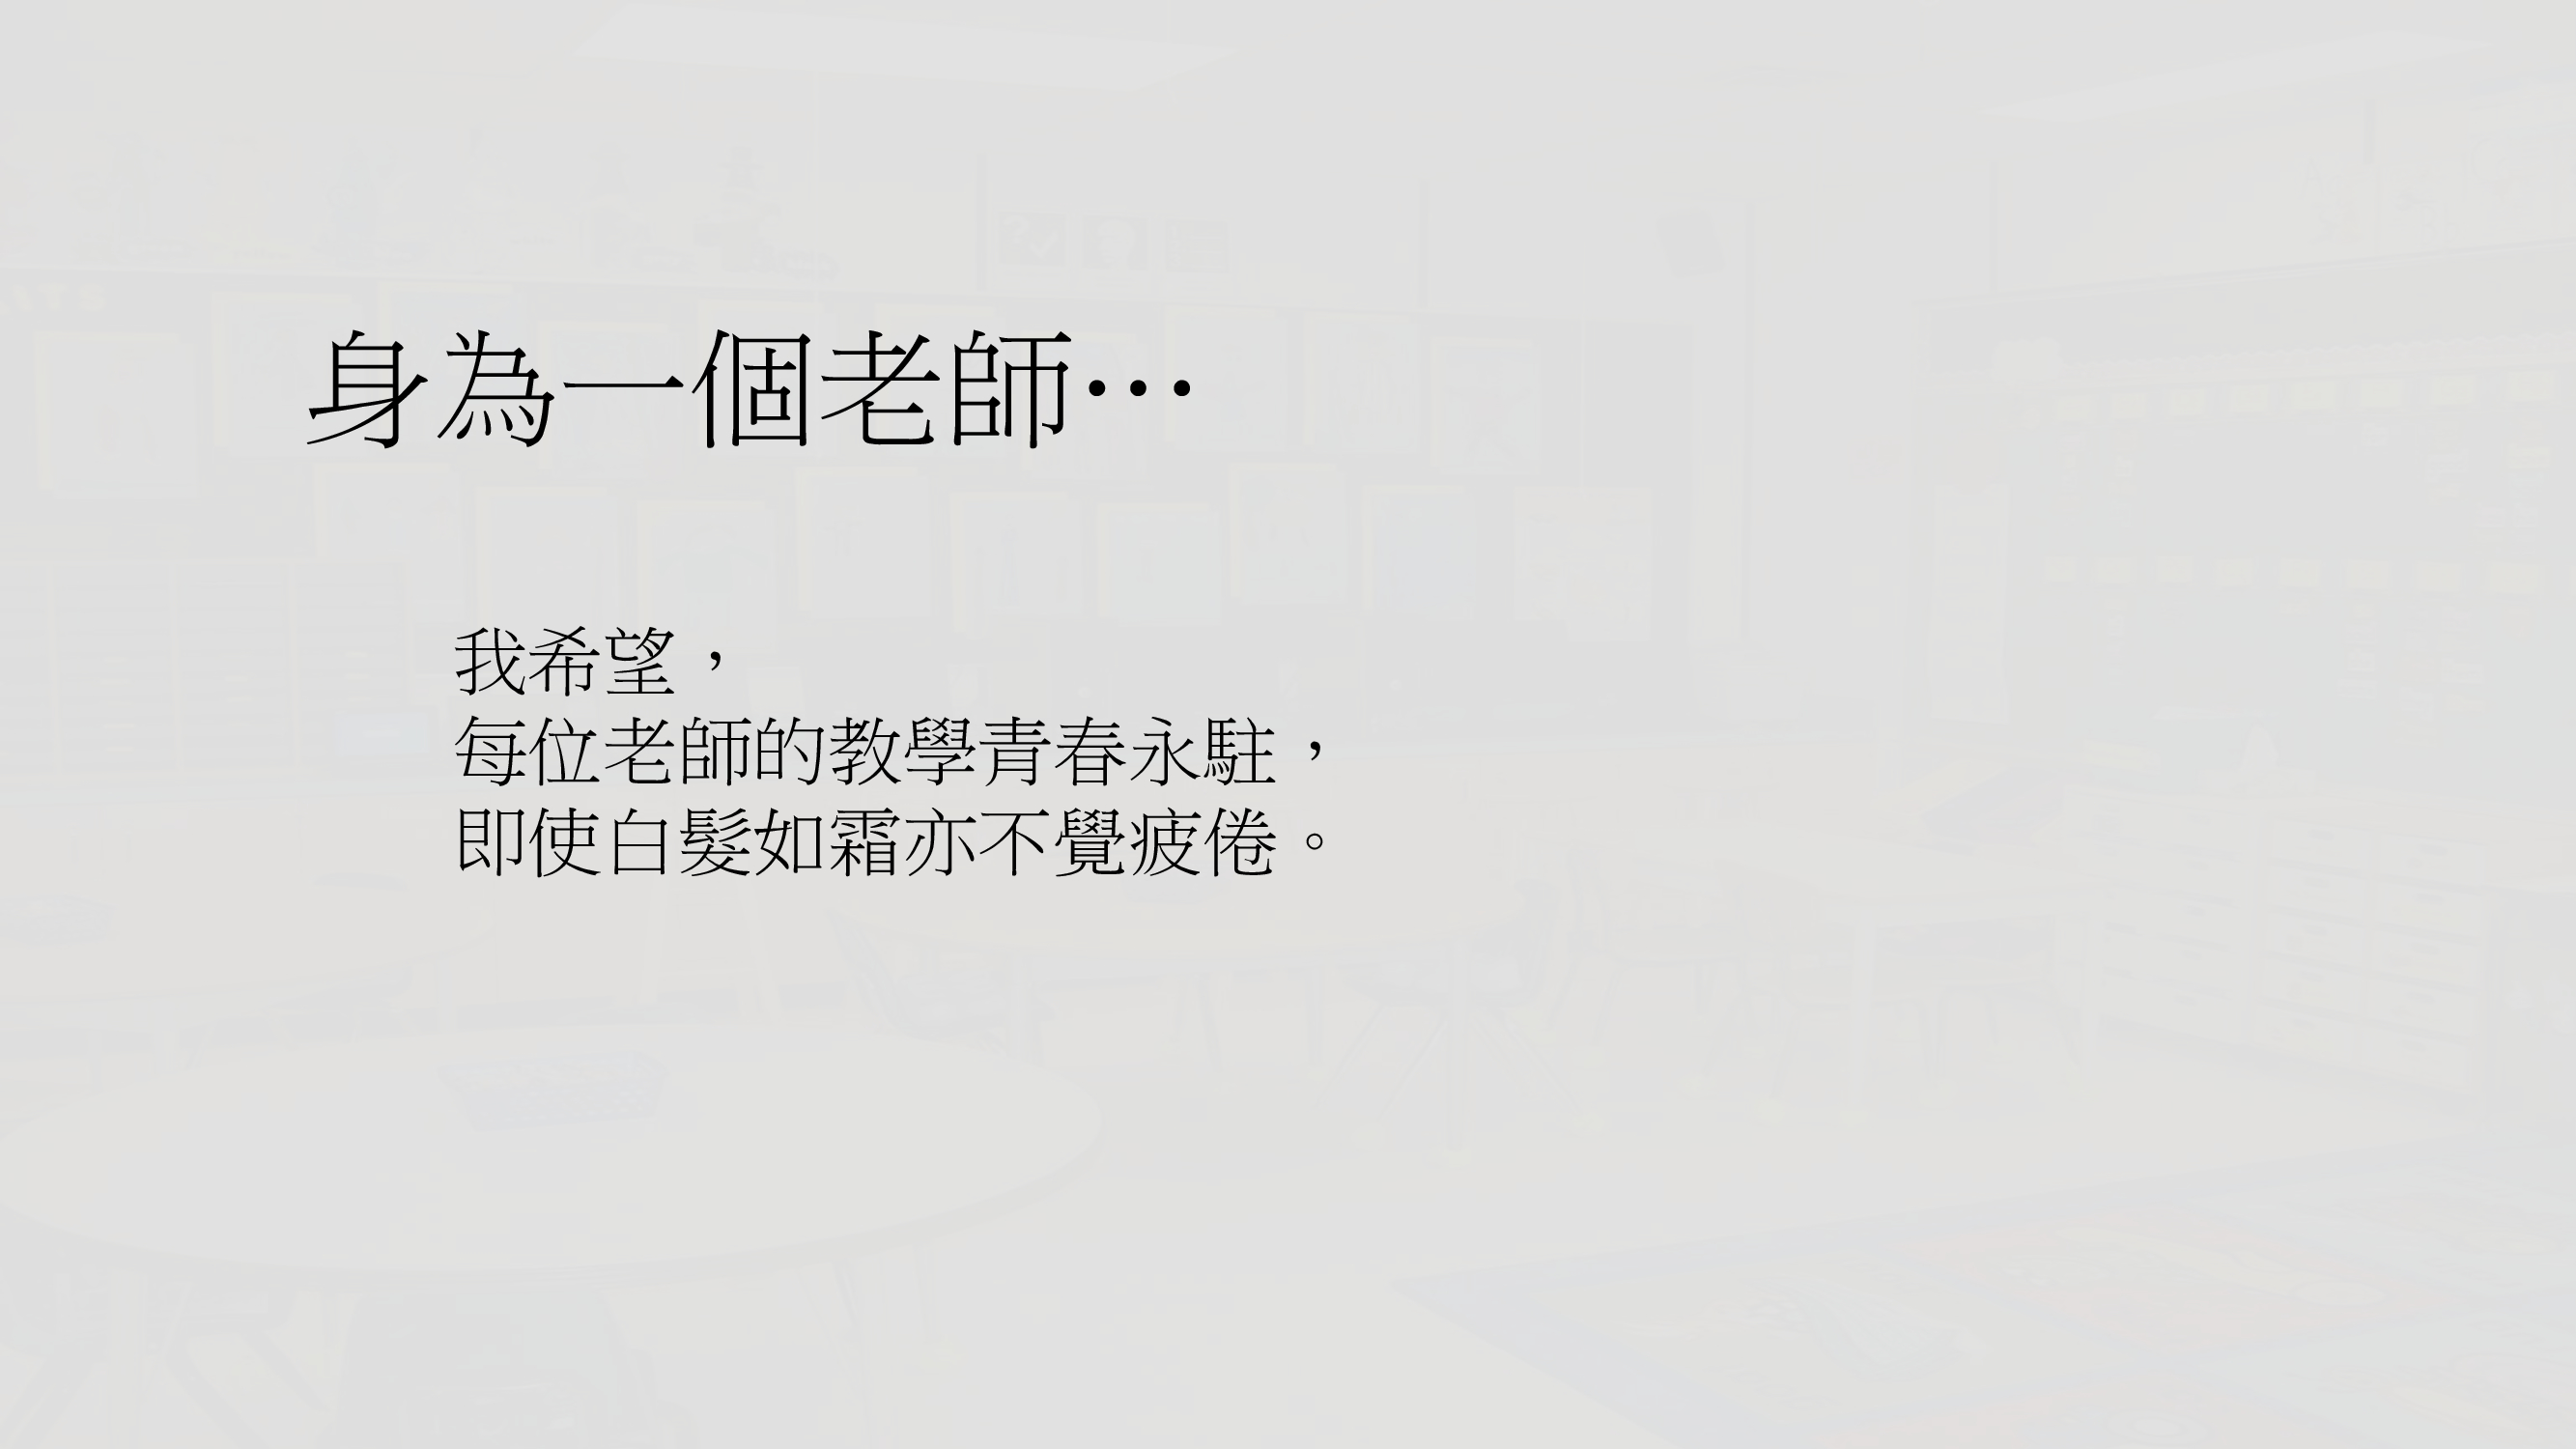 身為一個老師…
我希望，
每位老師的教學青春永駐，
即使白髮如霜亦不覺疲倦。